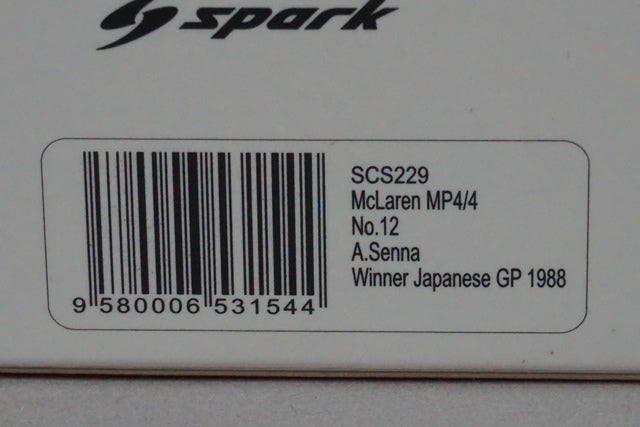 spark
SCS229
McLaren MP4/4
No.12
A.Senna
Winner Japanese GP 1988
9 580006 531544